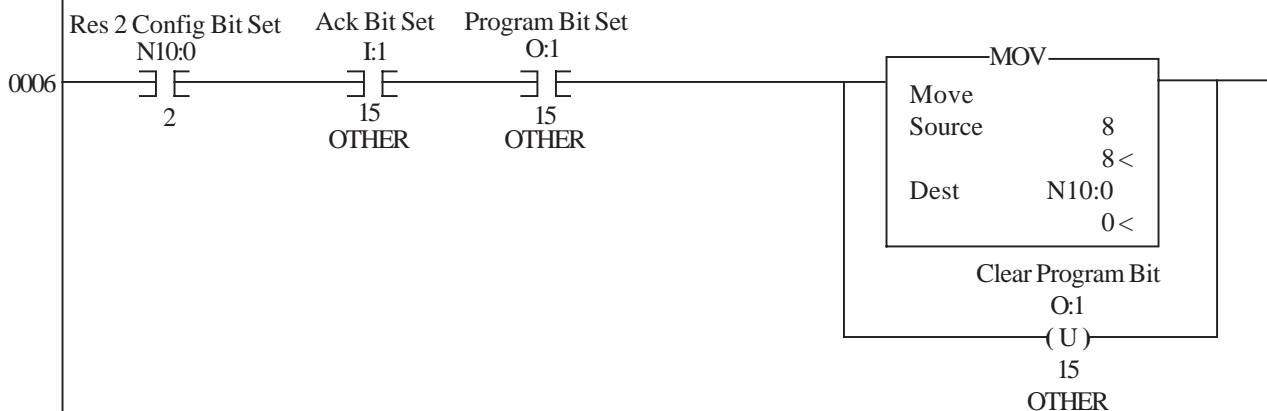 Res 2 Config Bit Set
N10:0
2
Ack Bit Set
I:1
15
OTHER
Program Bit Set
O:1
15
OTHER
0006
MOV
Move
Source 8
8<
Dest N10:0
0<
Clear Program Bit
O:1
(U)
15
OTHER